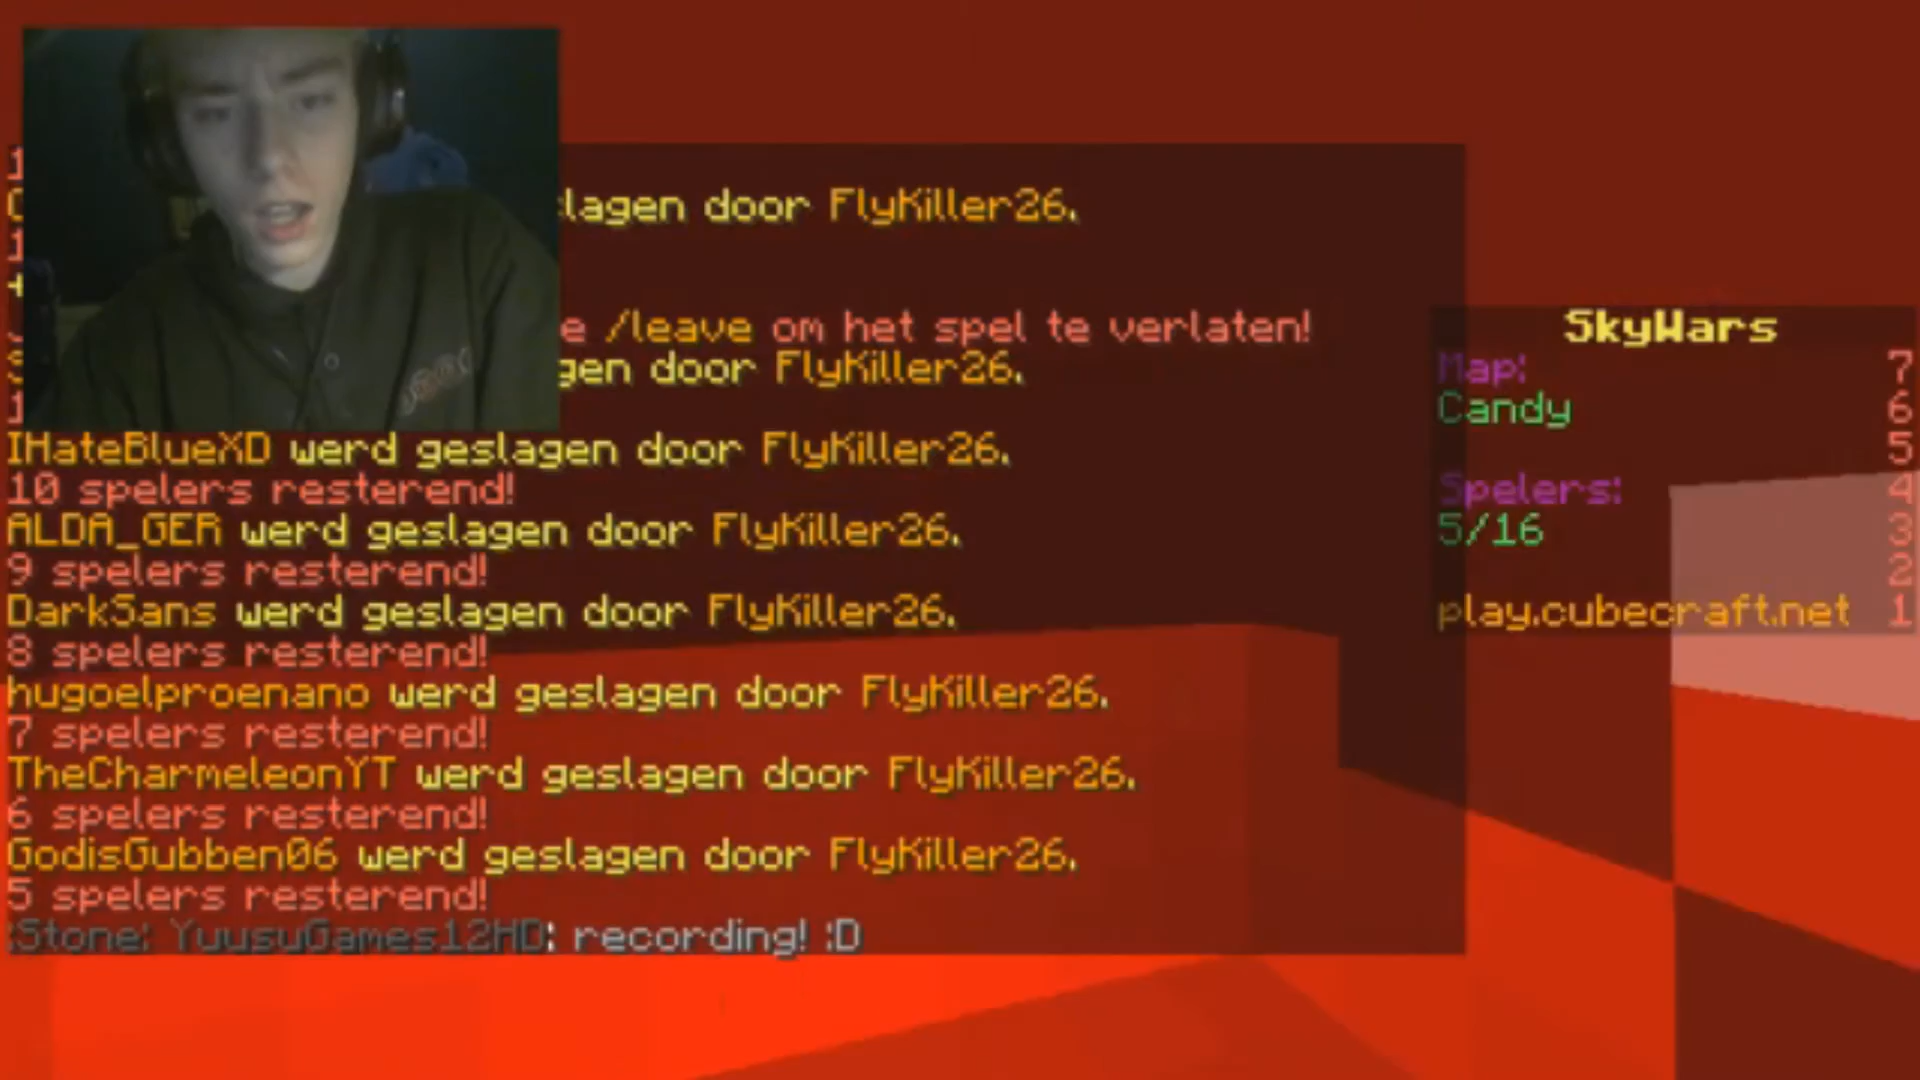 slagen door FlyKiller26.
e /leave om het spel te verlaten!
gen door FlyKiller26.
IHateBlueXD werd geslagen door FlyKiller26.
10 spelers resterend!
ALDA_GER werd geslagen door FlyKiller26.
9 spelers resterend!
DarkSans werd geslagen door FlyKiller26.
8 spelers resterend!
hugoelproenano werd geslagen door FlyKiller26.
7 spelers resterend!
TheCharmeleonYT werd geslagen door FlyKiller26.
6 spelers resterend!
GodisGubben06 werd geslagen door FlyKiller26.
5 spelers resterend!
:Stone: YuusuGames12HD: recording! :D
SkyWars
Map: 7
Candy 6
5
Spelers: 4
5/16 3
2
play.cubecraft.net 1